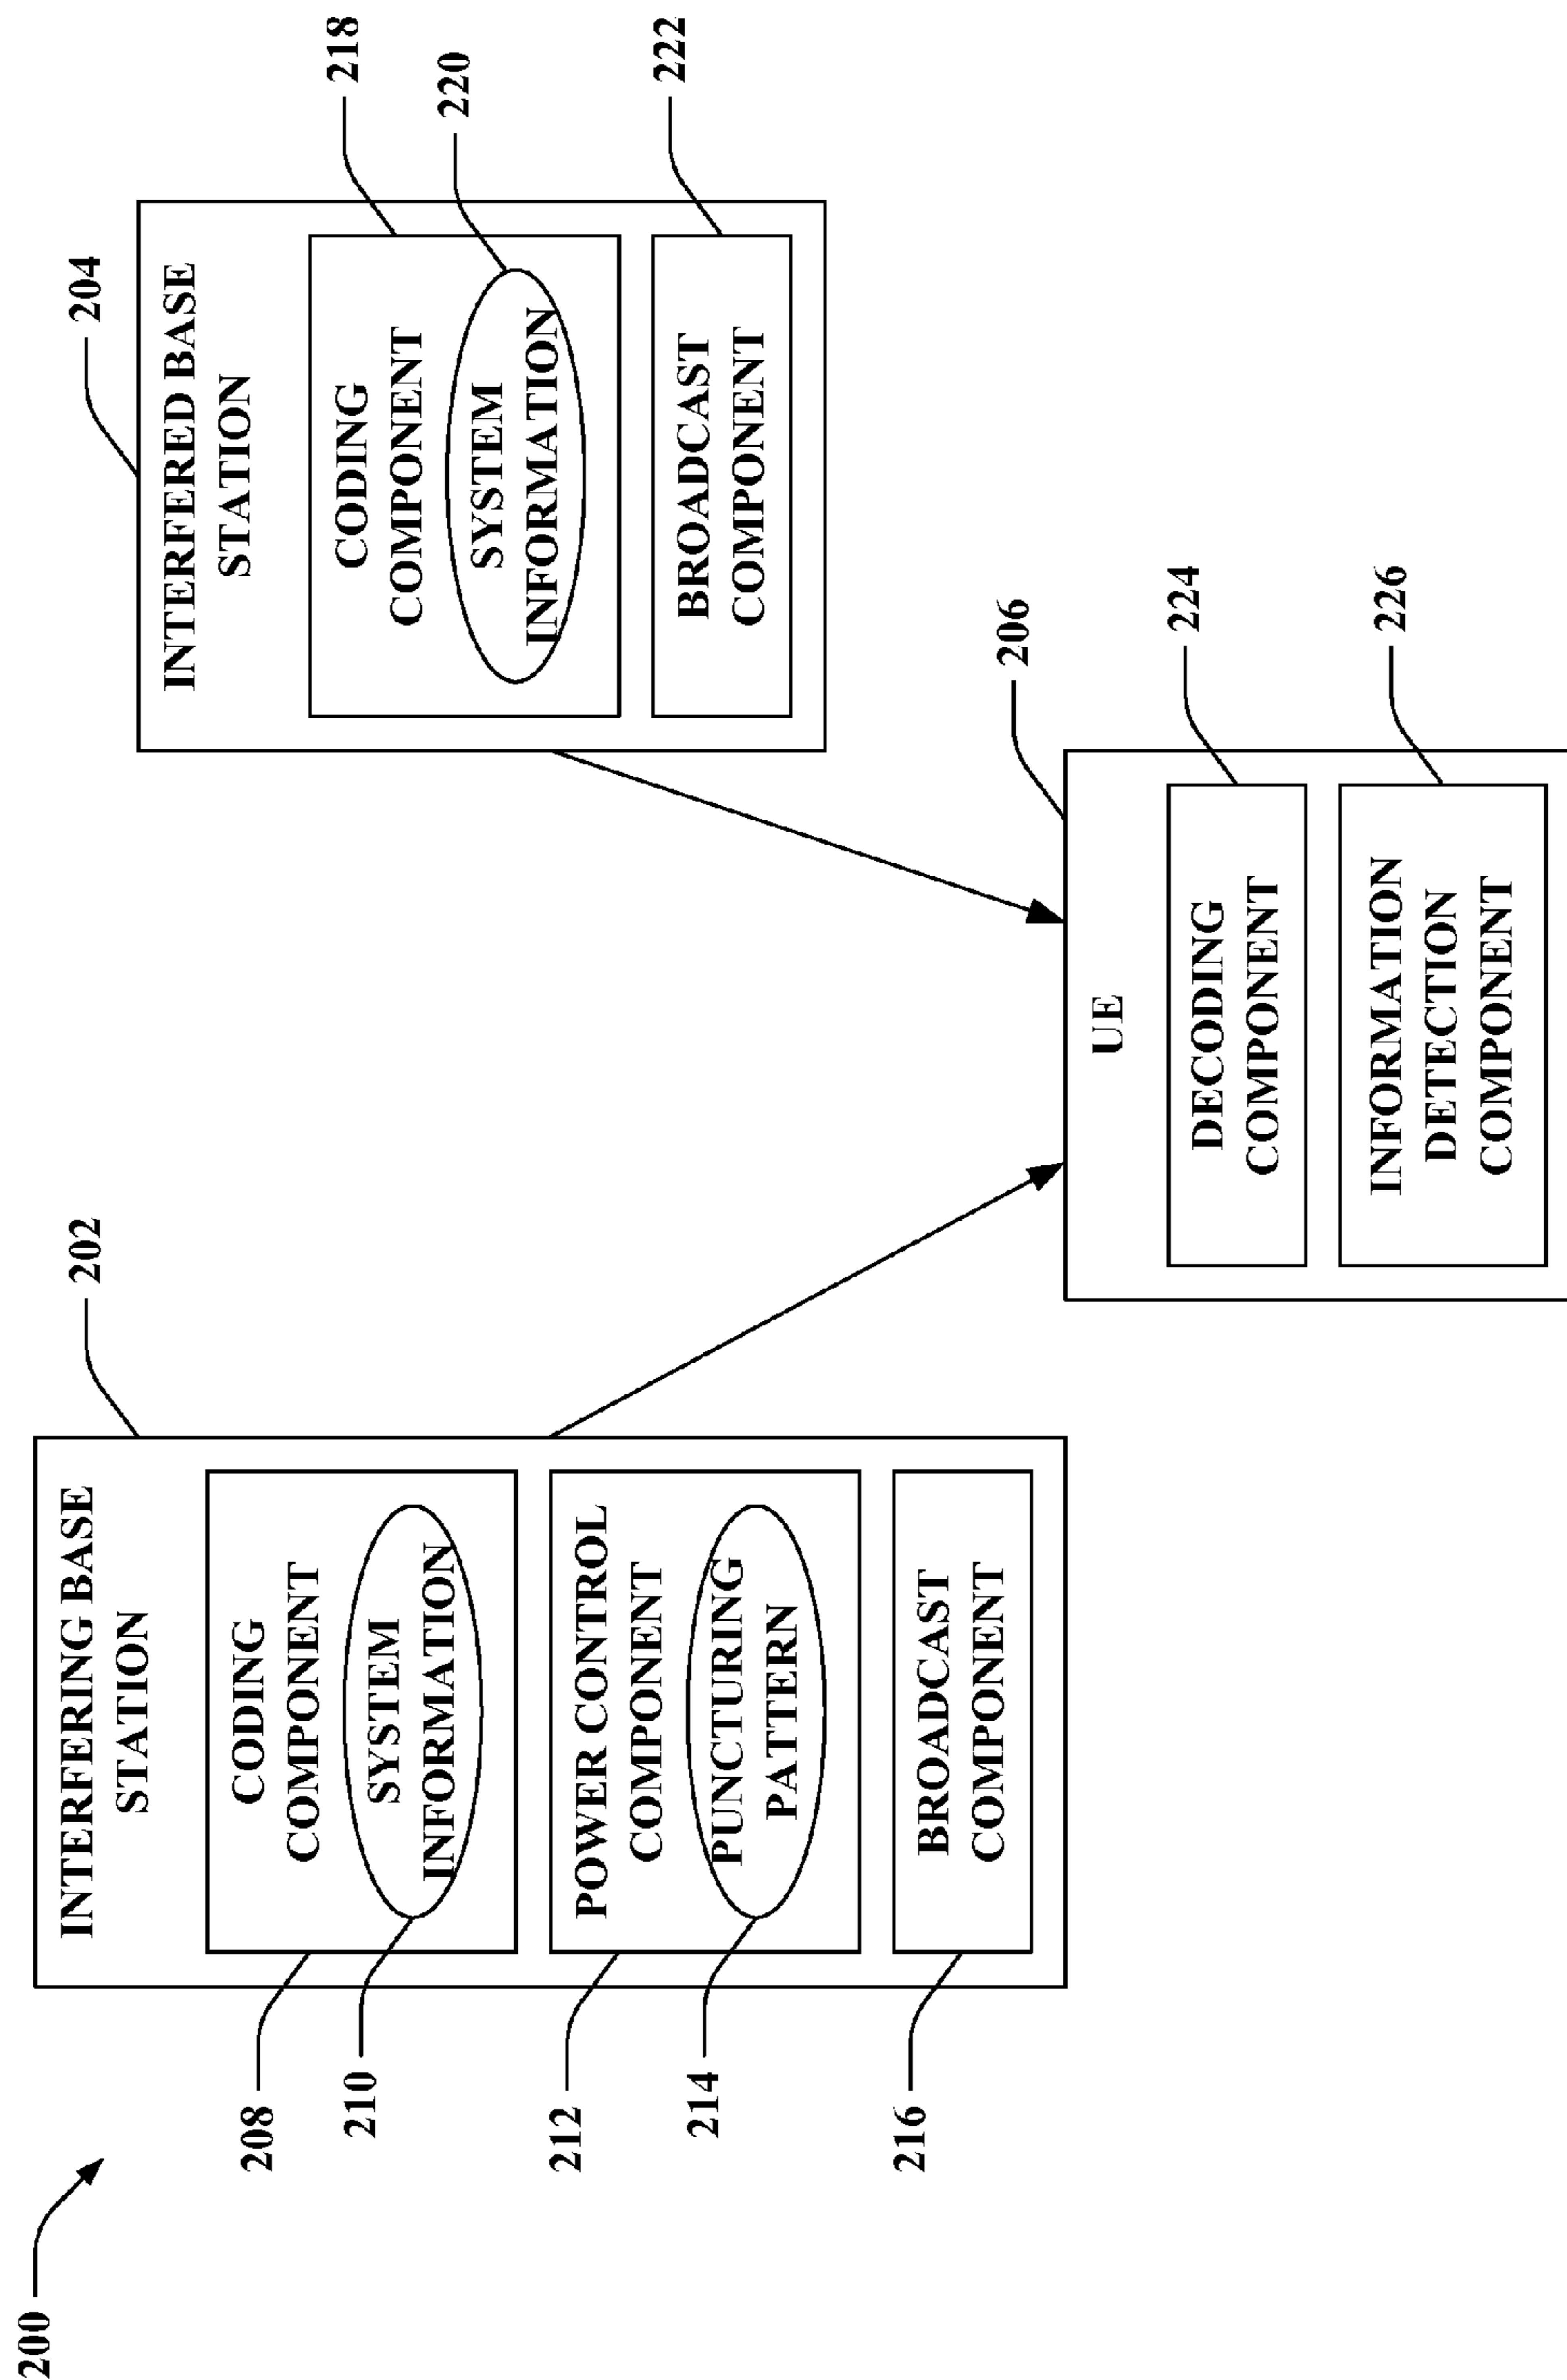 200
202
INTERFERING BASE
STATION
208
CODING
COMPONENT
210
SYSTEM
INFORMATION
212
POWER CONTROL
COMPONENT
214
PUNCTURING
PATTERN
216
BROADCAST
COMPONENT
204
INTERFERED BASE
STATION
218
CODING
COMPONENT
220
SYSTEM
INFORMATION
222
BROADCAST
COMPONENT
206
UE
224
DECODING
COMPONENT
226
INFORMATION
DETECTION
COMPONENT